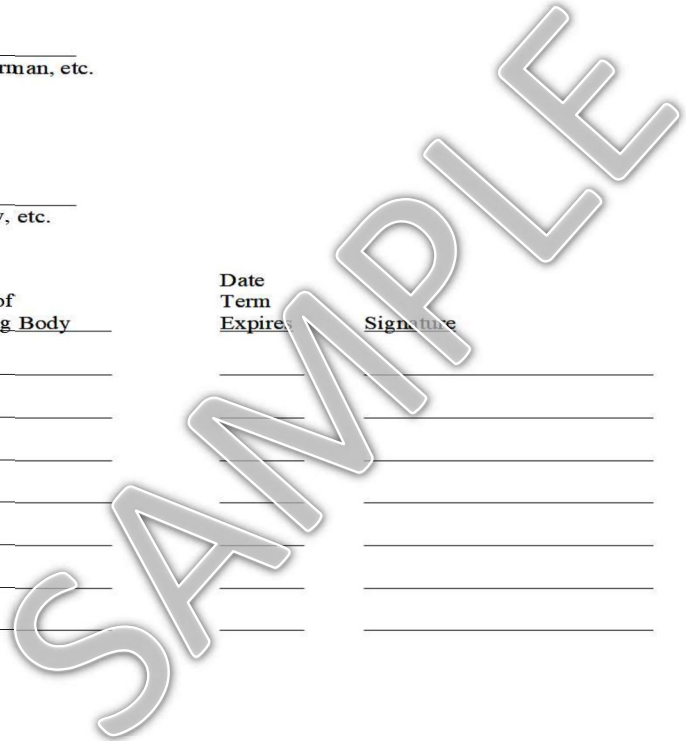 rman, etc.
, etc.
Date
of Term
g Body Expires Signature
SAMPLE